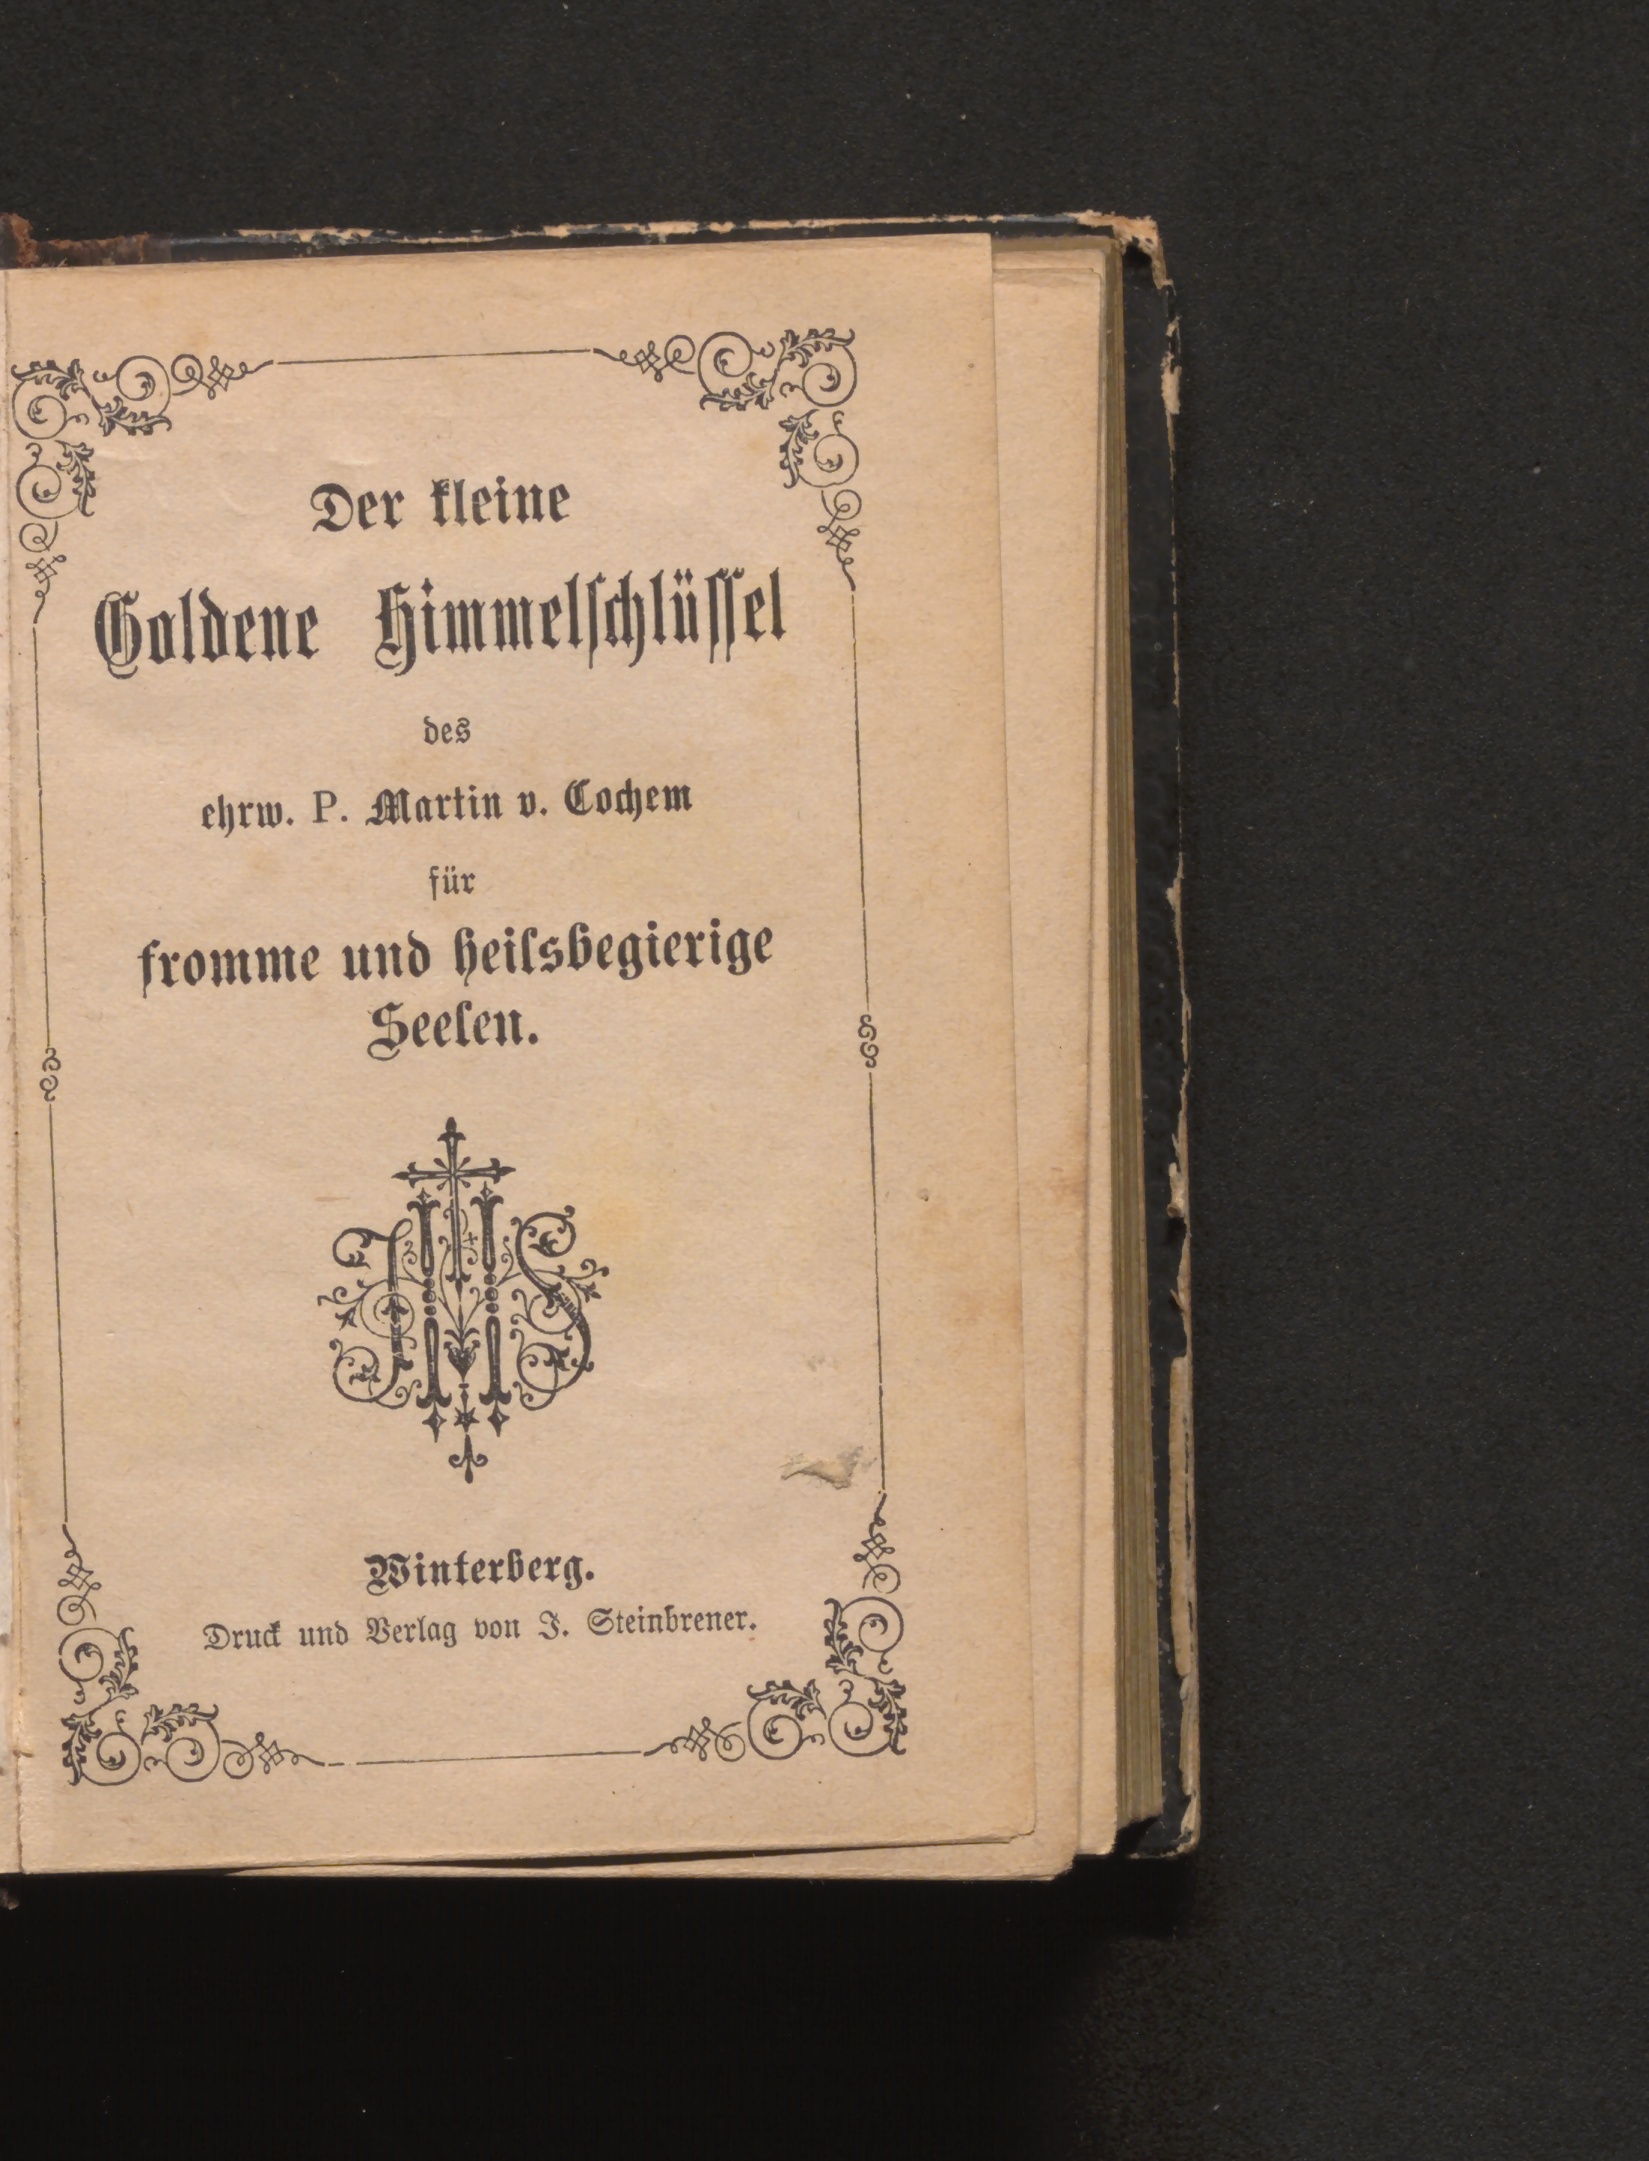 Der kleine
Goldene Himmelſchlüſſel
des
ehrw. P. Martin v. Cochem
für
fromme und heilsbegierige
Seelen.
IHS
Winterberg.
Druck und Verlag von J. Steinbrener.